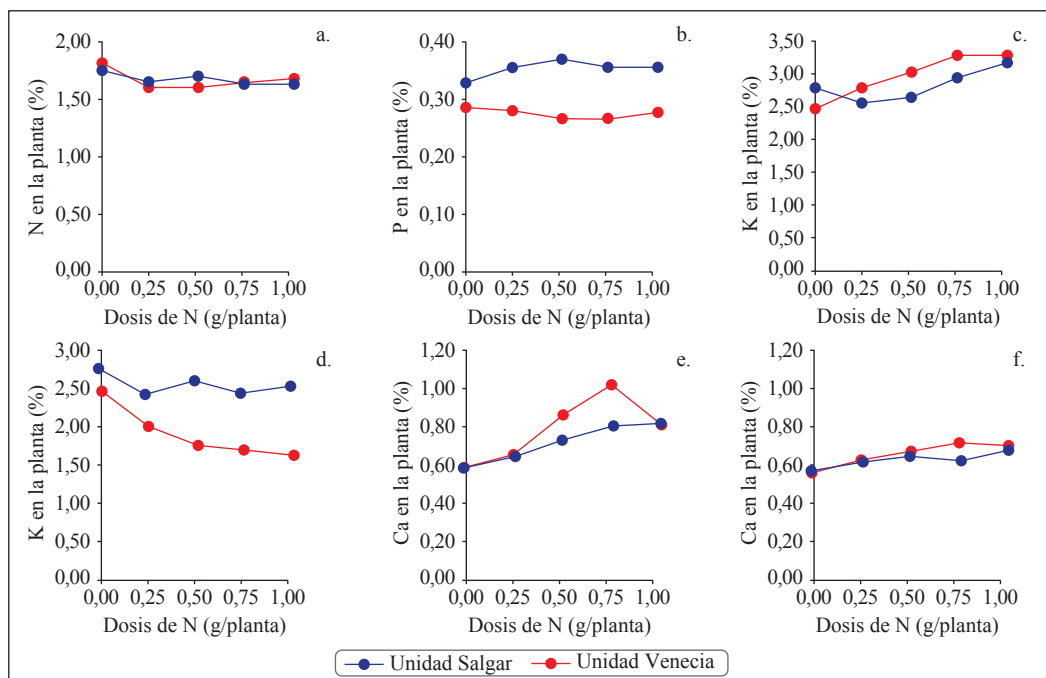 a.
N en la planta (%)
2,00
1,50
1,00
0,50
0,00
0,00 0,25 0,50 0,75 1,00
Dosis de N (g/planta)
b.
P en la planta (%)
0,40
0,30
0,20
0,10
0,00
0,00 0,25 0,50 0,75 1,00
Dosis de N (g/planta)
c.
K en la planta (%)
3,50
3,00
2,50
2,00
1,50
1,00
0,50
0,00
0,00 0,25 0,50 0,75 1,00
Dosis de N (g/planta)
d.
K en la planta (%)
3,00
2,50
2,00
1,50
1,00
0,50
0,00
0,00 0,25 0,50 0,75 1,00
Dosis de N (g/planta)
e.
Ca en la planta (%)
1,20
1,00
0,80
0,60
0,40
0,20
0,00
0,00 0,25 0,50 0,75 1,00
Dosis de N (g/planta)
f.
Ca en la planta (%)
1,20
1,00
0,80
0,60
0,40
0,20
0,00
0,00 0,25 0,50 0,75 1,00
Dosis de N (g/planta)
Unidad Salgar Unidad Venecia